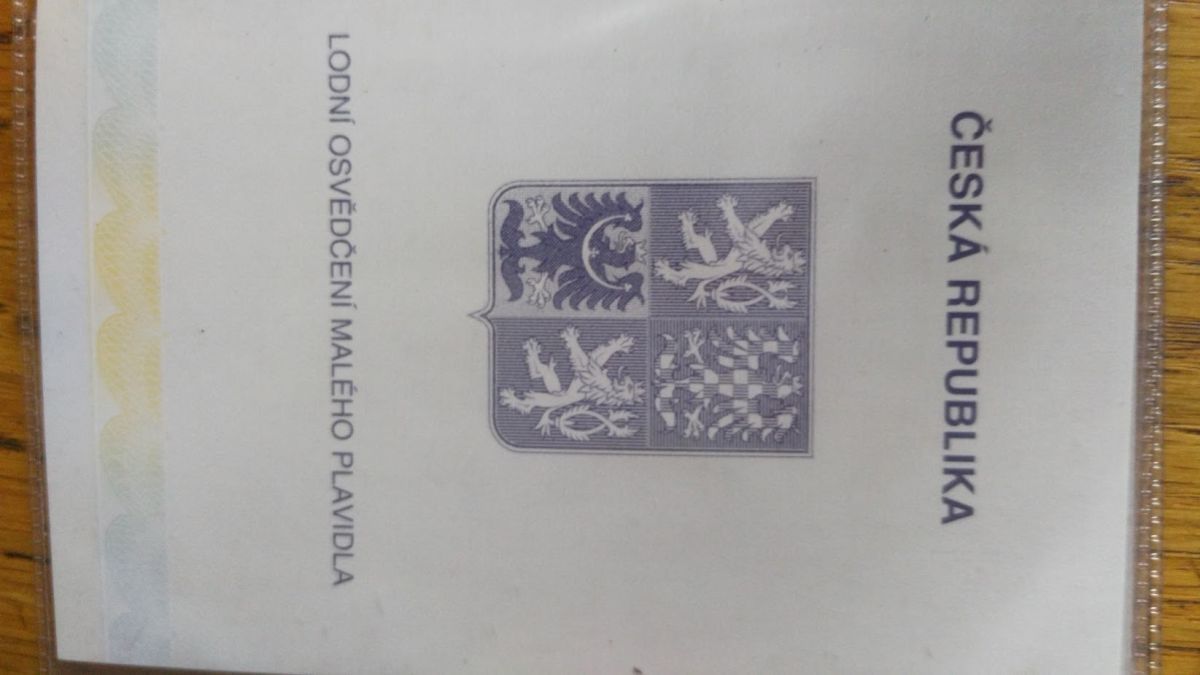 ČESKÁ REPUBLIKA
LODNÍ OSVĚDČENÍ MALÉHO PLAVIDLA